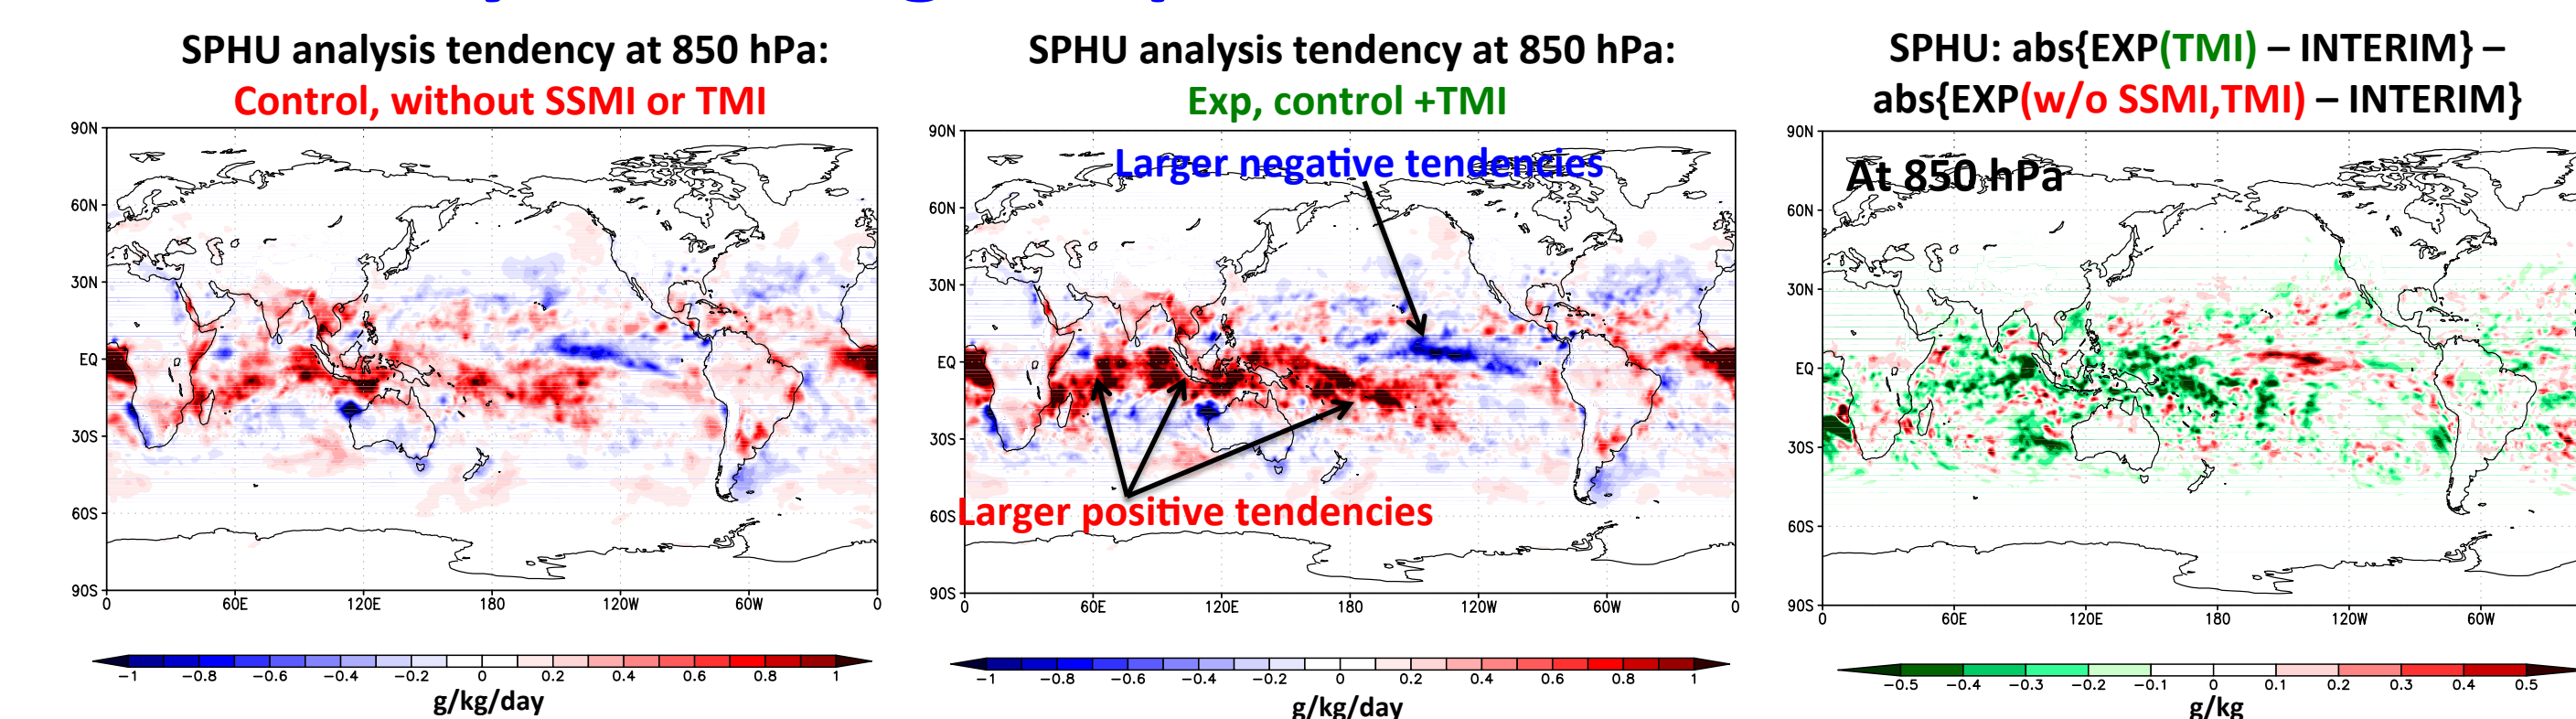 SPHU analysis tendency at 850 hPa:
Control, without SSMI or TMI
90N
60N
30N
EQ
30S
60S
90S
0 60E 120E 180 120W 60W 0
-1 -0.8 -0.6 -0.4 -0.2 0 0.2 0.4 0.6 0.8 1
g/kg/day
SPHU analysis tendency at 850 hPa:
Exp, control +TMI
90N
Larger negative tendencies
60N
30N
EQ
30S
60S
Larger positive tendencies
90S
0 60E 120E 180 120W 60W 0
-1 -0.8 -0.6 -0.4 -0.2 0 0.2 0.4 0.6 0.8 1
g/kg/day
SPHU: abs{EXP(TMI) – INTERIM} –
abs{EXP(w/o SSMI,TMI) – INTERIM}
90N
At 850 hPa
60N
30N
EQ
30S
60S
90S
0 60E 120E 180 120W 60W
-0.5 -0.4 -0.3 -0.2 -0.1 0 0.1 0.2 0.3 0.4 0.5
g/kg